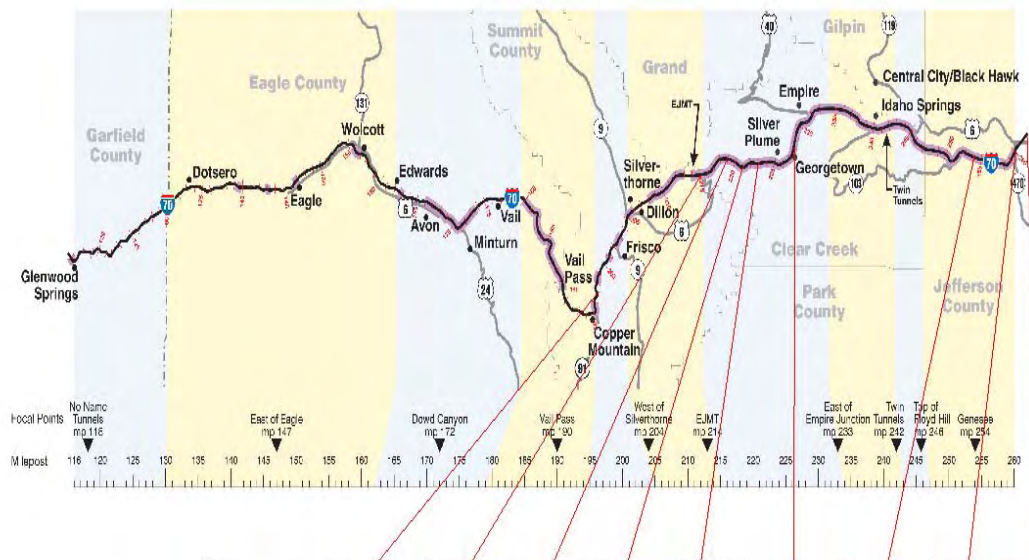 40
119
Gilpin
Summit
County
Grand
Eagle County
Central City/Black Hawk
131
Empire
EJMT
Idaho Springs
9
Wolcott
Silver
Plume
6
Garfield
County
Silver-
thorne
Dotsero
Edwards
70
70
70
Georgetown
103
Twin
Tunnels
470
Eagle
6
Vail
Dillon
Avon
6
Minturn
Frisco
Clear Creek
Vail
Pass
9
Glenwood
Springs
24
Park
County
Jefferson
County
Copper
Mountain
91
Focal Points
No Name
Tunnels
mp 118
East of Eagle
mp 147
Dowd Canyon
mp 172
Vail Pass
mp 190
West of
Silverthorne
mp 204
EJMT
mp 214
East of
Empire Junction
mp 233
Twin
Tunnels
mp 242
Top of
Floyd Hill
mp 246
Genesee
mp 254
Milepost
116 120 125 130 135 140 145 150 155 160 165 170 175 180 185 190 195 200 205 210 215 220 225 230 235 240 245 250 255 260